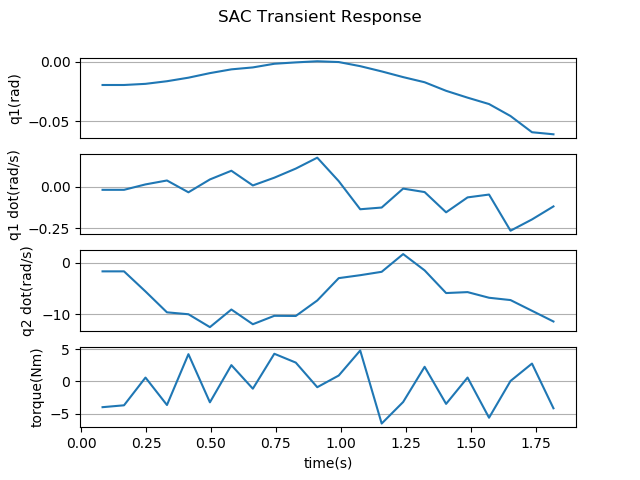 SAC Transient Response
q1(rad)
0.00
−0.05
q1 dot(rad/s)
0.00
−0.25
q2 dot(rad/s)
0
−10
torque(Nm)
5
0
−5
0.00 0.25 0.50 0.75 1.00 1.25 1.50 1.75
time(s)